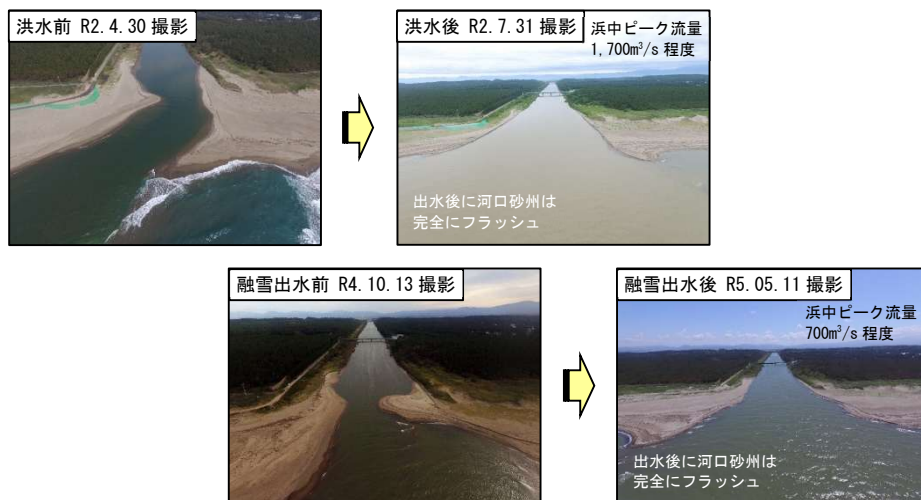 洪水前 R2.4.30 撮影
洪水後 R2.7.31 撮影
浜中ピーク流量
1,700m³/s 程度
出水後に河口砂州は
完全にフラッシュ
融雪出水前 R4.10.13 撮影
融雪出水後 R5.05.11 撮影
浜中ピーク流量
700m³/s 程度
出水後に河口砂州は
完全にフラッシュ